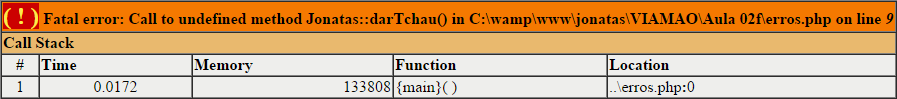 ( ! ) Fatal error: Call to undefined method Jonatas::darTchau() in C:\wamp\www\jonatas\VIAMAO\Aula 02f\erros.php on line 9
Call Stack
# Time Memory Function Location
1 0.0172 133808 {main}( ) ..\erros.php:0